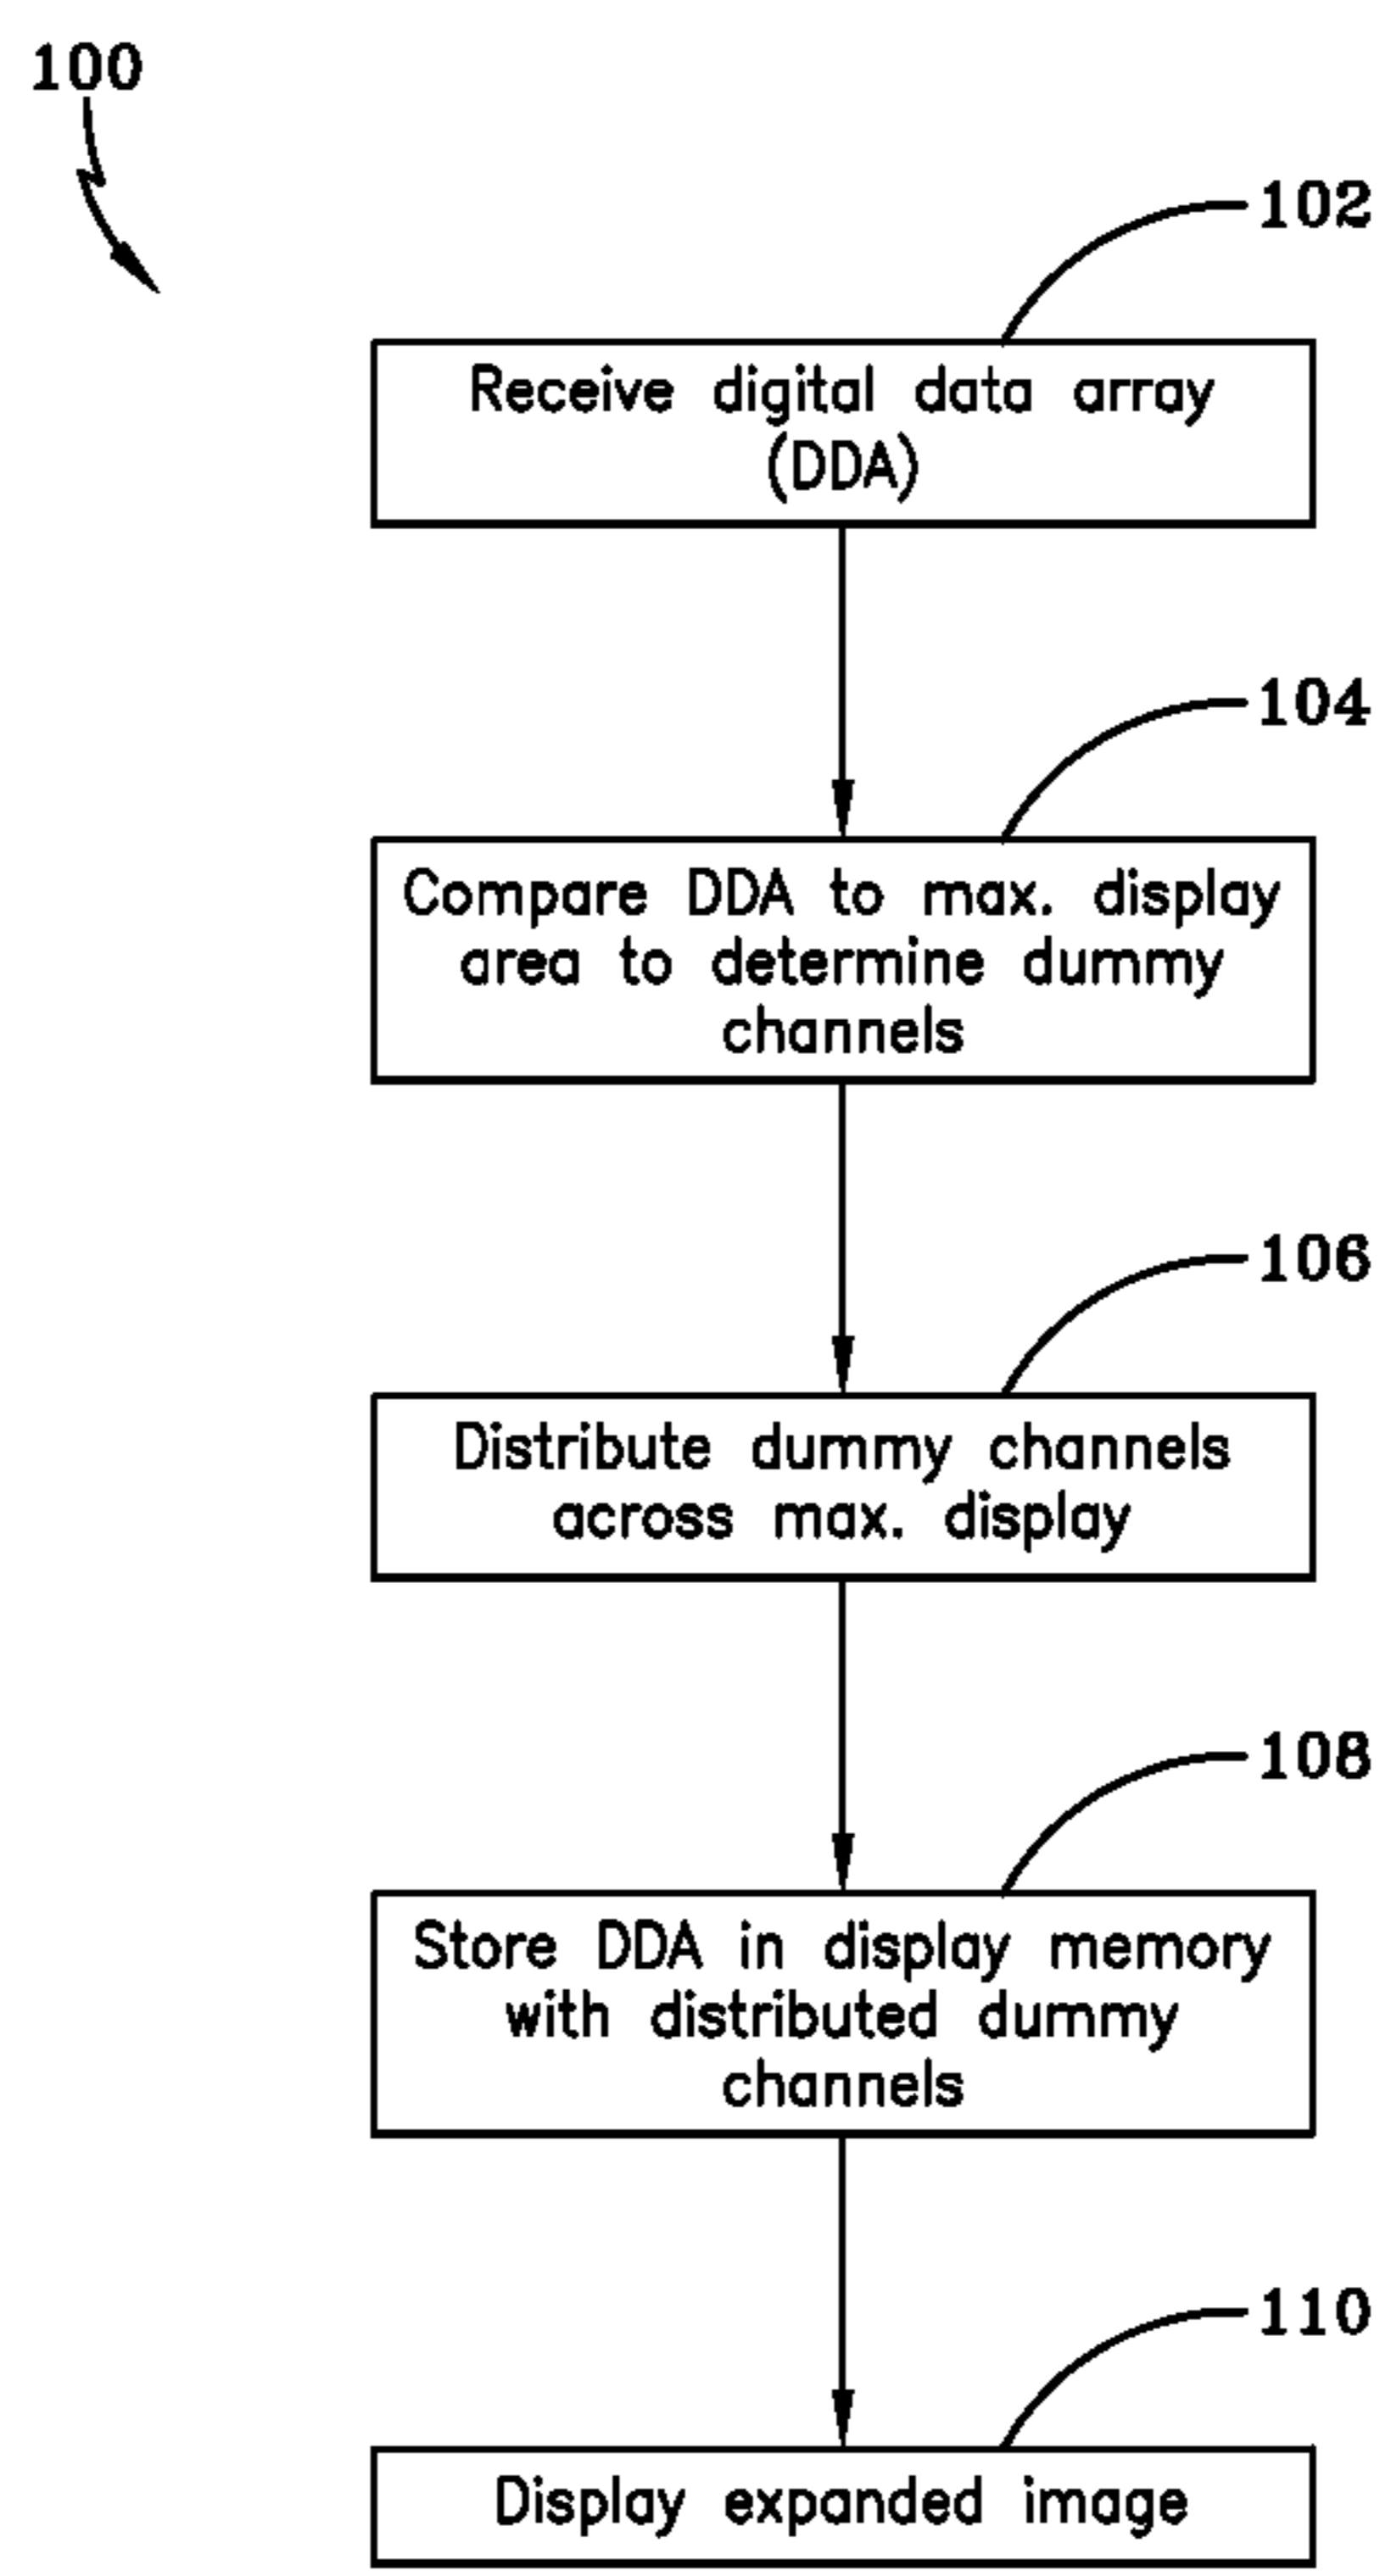 100
102
Receive digital data array
(DDA)
104
Compare DDA to max. display
area to determine dummy
channels
106
Distribute dummy channels
across max. display
108
Store DDA in display memory
with distributed dummy
channels
110
Display expanded image